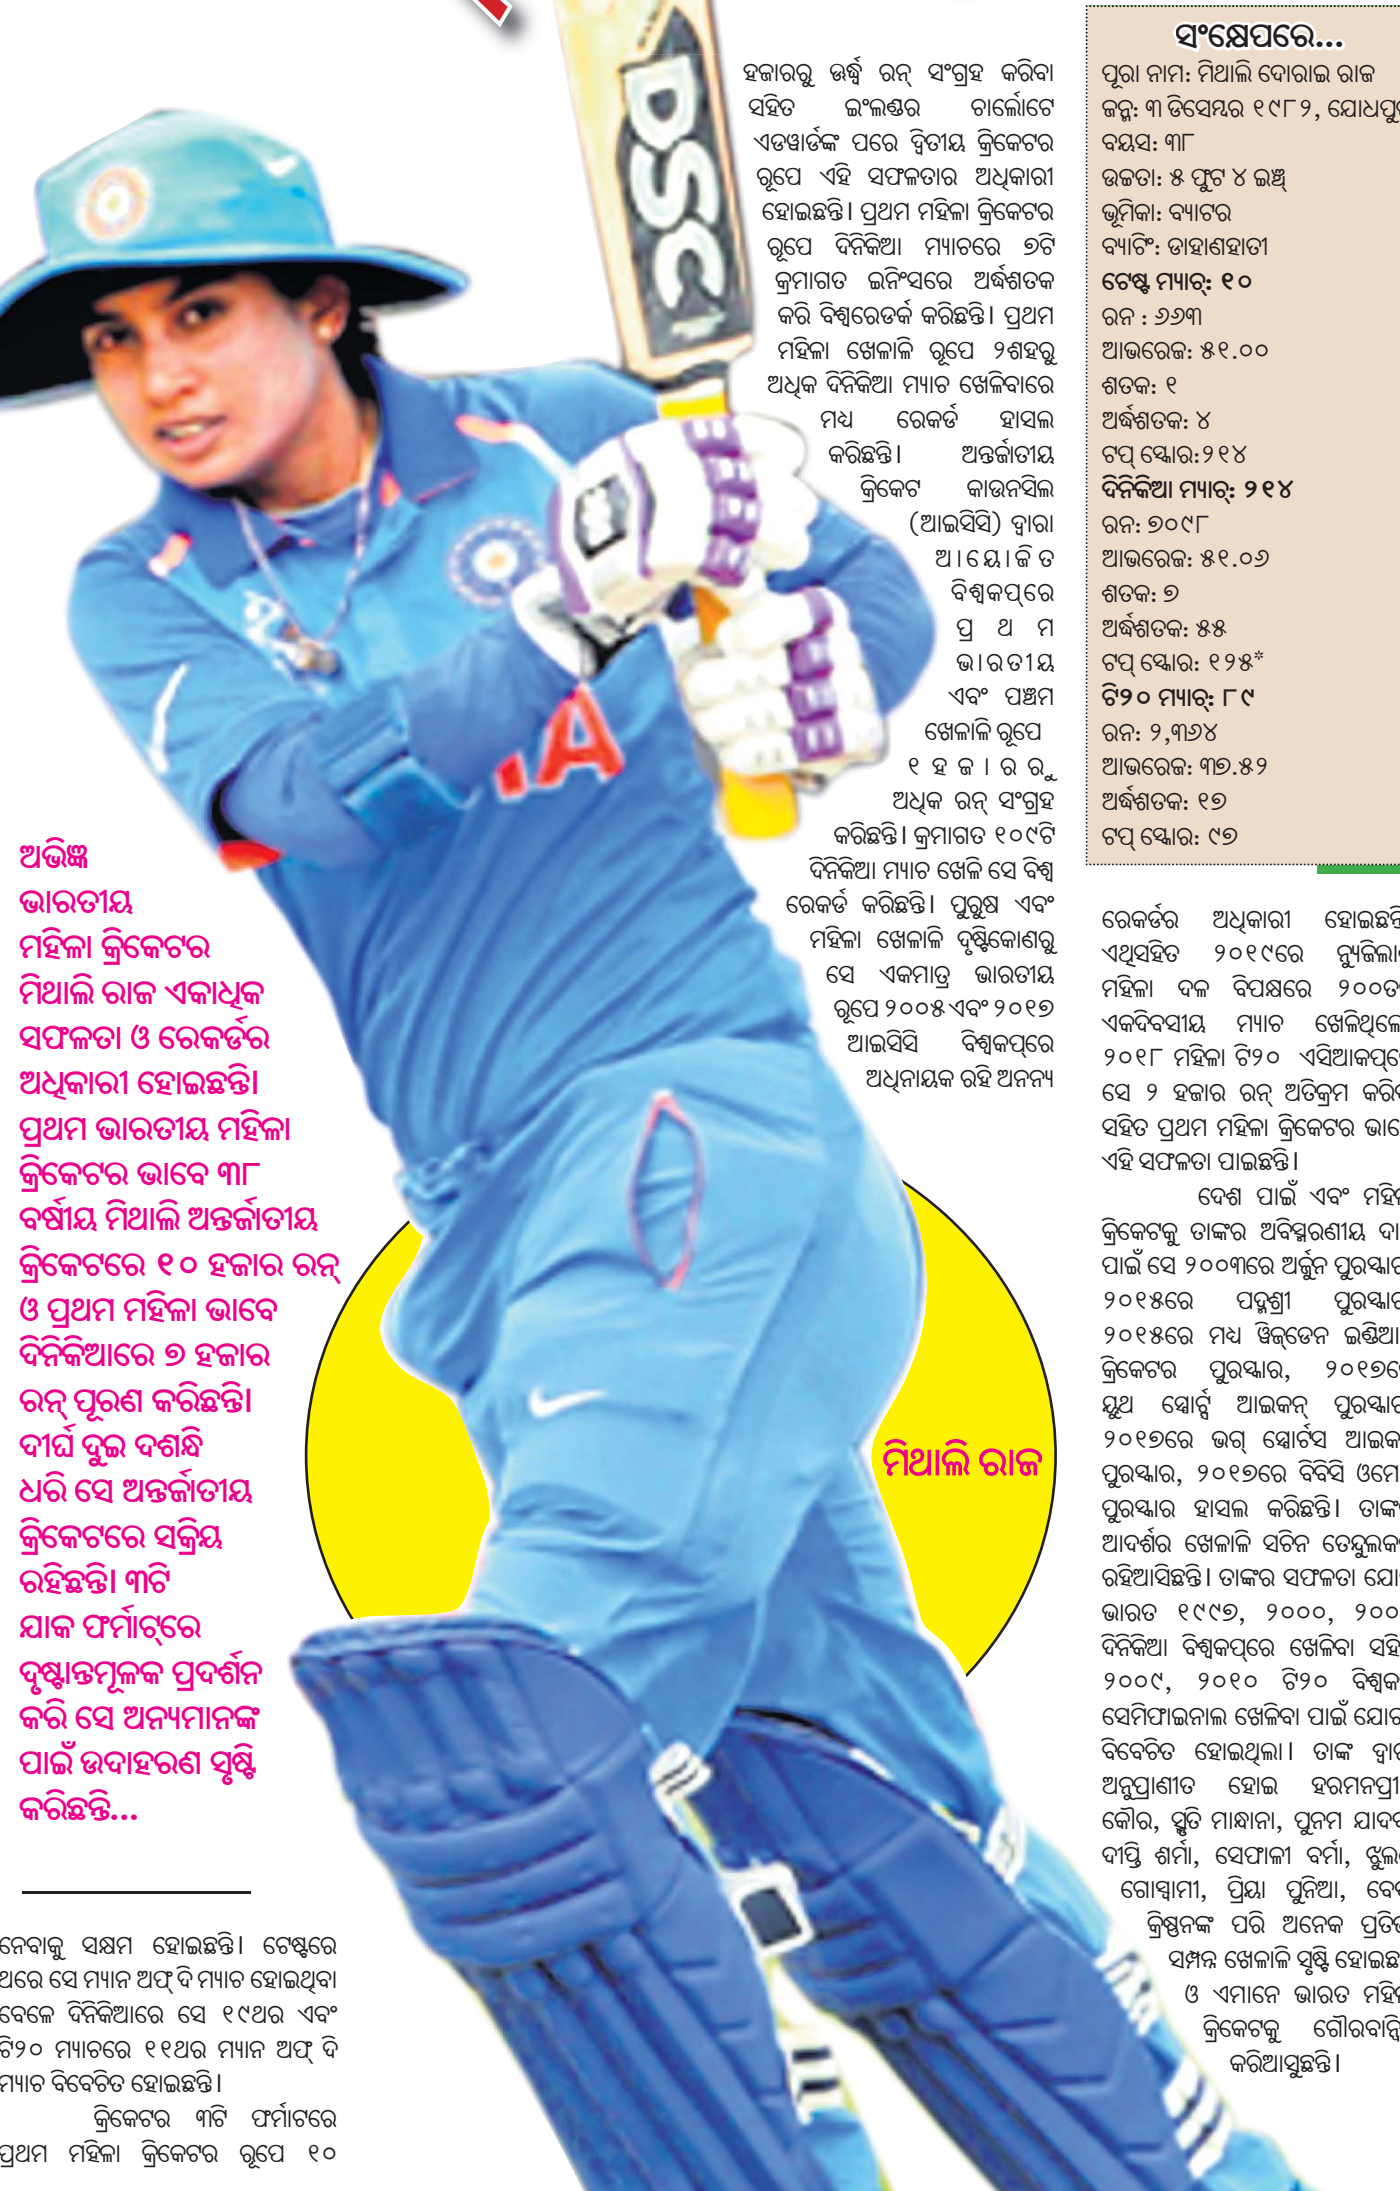 ଅଭିଜ୍ଞ
ଭାରତୀୟ
ମହିଳା କ୍ରିକେଟର
ମିଥାଲି ରାଜ ଏକାଧିକ
ସଫଳତା ଓ ରେକର୍ଡର
ଅଧିକାରୀ ହୋଇଛନ୍ତି।
ପ୍ରଥମ ଭାରତୀୟ ମହିଳା
କ୍ରିକେଟର ଭାବେ ୩୮
ବର୍ଷୀୟ ମିଥାଲି ଅନ୍ତର୍ଜାତୀୟ
କ୍ରିକେଟରେ ୧୦ ହଜାର ରନ୍
ଓ ପ୍ରଥମ ମହିଳା ଭାବେ
ଦିନିକିଆରେ ୭ ହଜାର
ରନ୍ ପୂରଣ କରିଛନ୍ତି।
ଦୀର୍ଘ ଦୁଇ ଦଶନ୍ଧି
ଧରି ସେ ଅନ୍ତର୍ଜାତୀୟ
କ୍ରିକେଟରେ ସକ୍ରିୟ
ରହିଛନ୍ତି। ୩ଟି
ଯାକ ଫର୍ମାଟ୍‌ରେ
ଦୃଷ୍ଟାନ୍ତମୂଳକ ପ୍ରଦର୍ଶନ
କରି ସେ ଅନ୍ୟମାନଙ୍କ
ପାଇଁ ଉଦାହରଣ ସୃଷ୍ଟି
କରିଛନ୍ତି...
ନେବାକୁ ସକ୍ଷମ ହୋଇଛନ୍ତି। ଟେଷ୍ଟରେ
ଥରେ ସେ ମ୍ୟାନ ଅଫ୍ ଦି ମ୍ୟାଚ ହୋଇଥିବା
ବେଳେ ଦିନିକିଆରେ ସେ ୧୯ଥର ଏବଂ
ଟି୨୦ ମ୍ୟାଚରେ ୧୧ଥର ମ୍ୟାନ ଅଫ୍ ଦି
ମ୍ୟାଚ ବିବେଚିତ ହୋଇଛନ୍ତି।
କ୍ରିକେଟର ୩ଟି ଫର୍ମାଟରେ
ପ୍ରଥମ ମହିଳା କ୍ରିକେଟର ରୂପେ ୧୦
DSC
.A
ମିଥାଲି ରାଜ
ହଜାରରୁ ଊର୍ଦ୍ଧ୍ୱ ରନ୍ ସଂଗ୍ରହ କରିବା
ସହିତ ଇଂଲଣ୍ଡର ଚାର୍ଲୋଟେ
ଏଡୱାର୍ଡଙ୍କ ପରେ ଦ୍ୱିତୀୟ କ୍ରିକେଟର
ରୂପେ ଏହି ସଫଳତାର ଅଧିକାରୀ
ହୋଇଛନ୍ତି। ପ୍ରଥମ ମହିଳା କ୍ରିକେଟର
ରୂପେ ଦିନିକିଆ ମ୍ୟାଚରେ ୭ଟି
କ୍ରମାଗତ ଇନିଂସରେ ଅର୍ଦ୍ଧଶତକ
କରି ବିଶ୍ୱରେଡର୍କ କରିଛନ୍ତି। ପ୍ରଥମ
ମହିଳା ଖେଳାଳି ରୂପେ ୨ଶହରୁ
ଅଧିକ ଦିନିକିଆ ମ୍ୟାଚ ଖେଳିବାରେ
ମଧ୍ୟ ରେକର୍ଡ ହାସଲ
କରିଛନ୍ତି। ଅନ୍ତର୍ଜାତୀୟ
କ୍ରିକେଟ କାଉନସିଲ
(ଆଇସିସି) ଦ୍ୱାରା
ଆୟୋଜିତ
ବିଶ୍ୱକପ୍‌ରେ
ପ୍ରଥମ
ଭାରତୀୟ
ଏବଂ ପଞ୍ଚମ
ଖେଳାଳି ରୂପେ
୧ ହଜାରରୁ
ଅଧିକ ରନ୍ ସଂଗ୍ରହ
କରିଛନ୍ତି। କ୍ରମାଗତ ୧୦୯ଟି
ଦିନିକିଆ ମ୍ୟାଚ ଖେଳି ସେ ବିଶ୍ୱ
ରେକର୍ଡ କରିଛନ୍ତି। ପୁରୁଷ ଏବଂ
ମହିଳା ଖେଳାଳି ଦୃଷ୍ଟିକୋଣରୁ
ସେ ଏକମାତ୍ର ଭାରତୀୟ
ରୂପେ ୨୦୦୫ ଏବଂ ୨୦୧୭
ଆଇସିସି ବିଶ୍ୱକପ୍‌ରେ
ଅଧିନାୟକ ରହି ଅନନ୍ୟ
ସଂକ୍ଷେପରେ...
ପୂରା ନାମ: ମିଥାଲି ଦୋରାଇ ରାଜ
ଜନ୍ମ: ୩ ଡିସେମ୍ବର ୧୯୮୨,
ବୟସ: ୩୮
ଉଚ୍ଚତା: ୫ ଫୁଟ ୪ ଇଞ୍ଚ
ଭୂମିକା: ବ୍ୟାଟର
ବ୍ୟାଟିଂ: ଡାହାଣହାତୀ
ଟେଷ୍ଟ ମ୍ୟାଚ୍: ୧୦
ରନ : ୬୬୩
ଆଭରେଜ: ୫୧.୦୦
ଶତକ: ୧
ଅର୍ଦ୍ଧଶତକ: ୪
ଟପ୍ ସ୍କୋର:୨୧୪
ଦିନିକିଆ ମ୍ୟାଚ୍: ୨୧୪
ରନ: ୭୦୯୮
ଆଭରେଜ: ୫୧.୦୬
ଶତକ: ୭
ଅର୍ଦ୍ଧଶତକ: ୫୫
ଟପ୍ ସ୍କୋର: ୧୨୫*
ଟି୨୦ ମ୍ୟାଚ୍: ୮୯
ରନ: ୨,୩୬୪
ଆଭରେଜ: ୩୭.୫୨
ଅର୍ଦ୍ଧଶତକ: ୧୭
ଟପ୍ ସ୍କୋର: ୯୭
ରେକର୍ଡର ଅଧିକାରୀ ହୋଇଛନ୍ତି
ଏଥିସହିତ ୨୦୧୯ରେ
ମହିଳା ଦଳ ବିପକ୍ଷରେ
ଏକଦିବସୀୟ ମ୍ୟାଚ ଖେଳିଥିଲେ
୨୦୧୮ ମହିଳା ଟି୨୦
ସେ ୨ ହଜାର ରନ୍ ଅତିକ୍ରମ
ସହିତ ପ୍ରଥମ ମହିଳା କ୍ରିକେଟର
ଏହି ସଫଳତା ପାଇଛନ୍ତି।
ଦେଶ ପାଇଁ ଏବଂ
କ୍ରିକେଟକୁ ତାଙ୍କର ଅବିସ୍ମରଣୀୟ
ପାଇଁ ସେ ୨୦୦୩ରେ ଅର୍ଜୁନ ପୁରସ୍କାର
୨୦୧୫ରେ ପଦ୍ମଶ୍ରୀ ପୁରସ୍କାର
୨୦୧୫ରେ ମଧ୍ୟ ୱିଜ୍‌ଡେନ ଇଣ୍ଡିଆ
କ୍ରିକେଟର ପୁରସ୍କାର,
ୟୁଥ ସ୍ପୋର୍ଟ୍ସ ଆଇକନ୍ ପୁରସ୍କାର
୨୦୧୭ରେ ଭଗ୍ ସ୍ପୋର୍ଟସ
ପୁରସ୍କାର, ୨୦୧୭ରେ ବିବିସି
ପୁରସ୍କାର ହାସଲ କରିଛନ୍ତି।
ଆଦର୍ଶର ଖେଳାଳି ସଚିନ
ରହିଆସିଛନ୍ତି। ତାଙ୍କର ସଫଳତା
ଭାରତ ୧୯୯୭, ୨୦୦୦,
ଦିନିକିଆ ବିଶ୍ୱକପ୍‌ରେ ଖେଳିବା
୨୦୦୯, ୨୦୧୦ ଟି୨୦
ସେମିଫାଇନାଲ ଖେଳିବା ପାଇଁ
ବିବେଚିତ ହୋଇଥିଲା। ତାଙ୍କ
ଅନୁପ୍ରାଣୀତ ହୋଇ
କୌର, ସ୍ମୃତି ମାନ୍ଧାନା, ପୁନମ
ଦୀପ୍ତି ଶର୍ମା, ସେଫାଳୀ ବର୍ମା,
ଗୋସ୍ୱାମୀ, ପ୍ରିୟା ପୁନିଆ,
କ୍ରିଷ୍ଣନଙ୍କ ପରି ଅନେକ
ସମ୍ପନ୍ନ ଖେଳାଳି ସୃଷ୍ଟି
ଓ ଏମାନେ ଭାରତ
କ୍ରିକେଟକୁ
କରିଆସୁଛନ୍ତି।